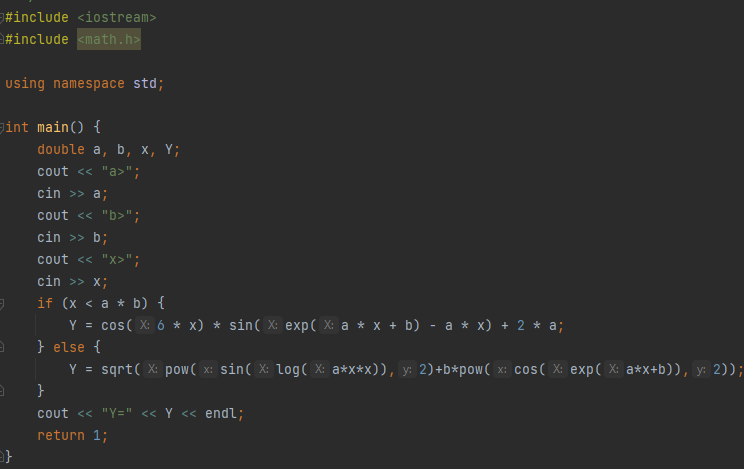 #include <iostream>
#include <math.h>
using namespace std;
int main() {
    double a, b, x, Y;
    cout << "a>";
    cin >> a;
    cout << "b>";
    cin >> b;
    cout << "x>";
    cin >> x;
    if (x < a * b) {
        Y = cos( X: 6 * x) * sin( X: exp( X: a * x + b) - a * x) + 2 * a;
    } else {
        Y = sqrt( X: pow( x: sin( X: log( X: a*x*x)), y: 2)+b*pow( x: cos( X: exp( X: a*x+b)), y: 2));
    }
    cout << "Y=" << Y << endl;
    return 1;
}